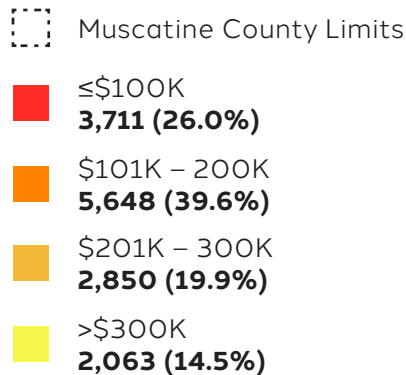 Muscatine County Limits
≤$100K
3,711 (26.0%)
$101K – 200K
5,648 (39.6%)
$201K – 300K
2,850 (19.9%)
>$300K
2,063 (14.5%)